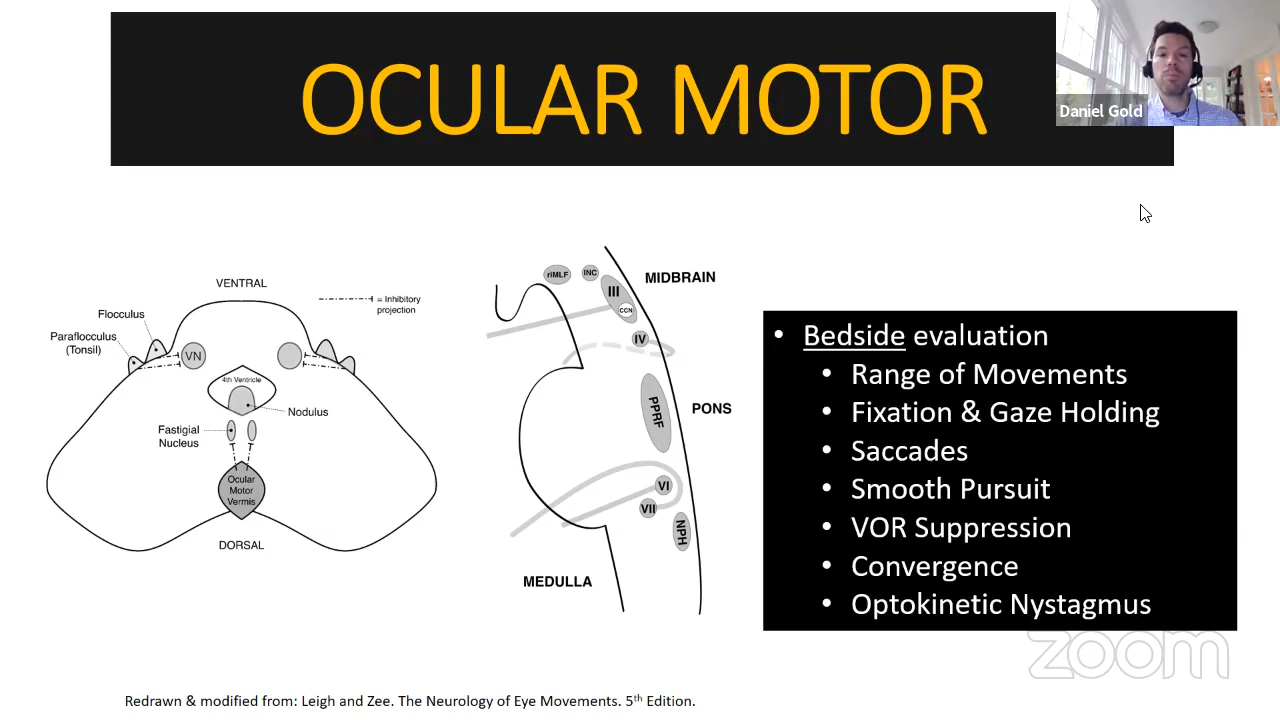 OCULAR MOTOR
Daniel Gold
VENTRAL
= Inhibitory
projection
Flocculus
Paraflocculus
(Tonsil)
VN
4th Ventricle
Nodulus
Fastigial
Nucleus
Ocular
Motor
Vermis
DORSAL
riMLF
INC
MIDBRAIN
III
CCN
IV
PPRF
PONS
VI
VII
NPH
MEDULLA
• Bedside evaluation
• Range of Movements
• Fixation & Gaze Holding
• Saccades
• Smooth Pursuit
• VOR Suppression
• Convergence
• Optokinetic Nystagmus
zoom
Redrawn & modified from: Leigh and Zee. The Neurology of Eye Movements. 5th Edition.